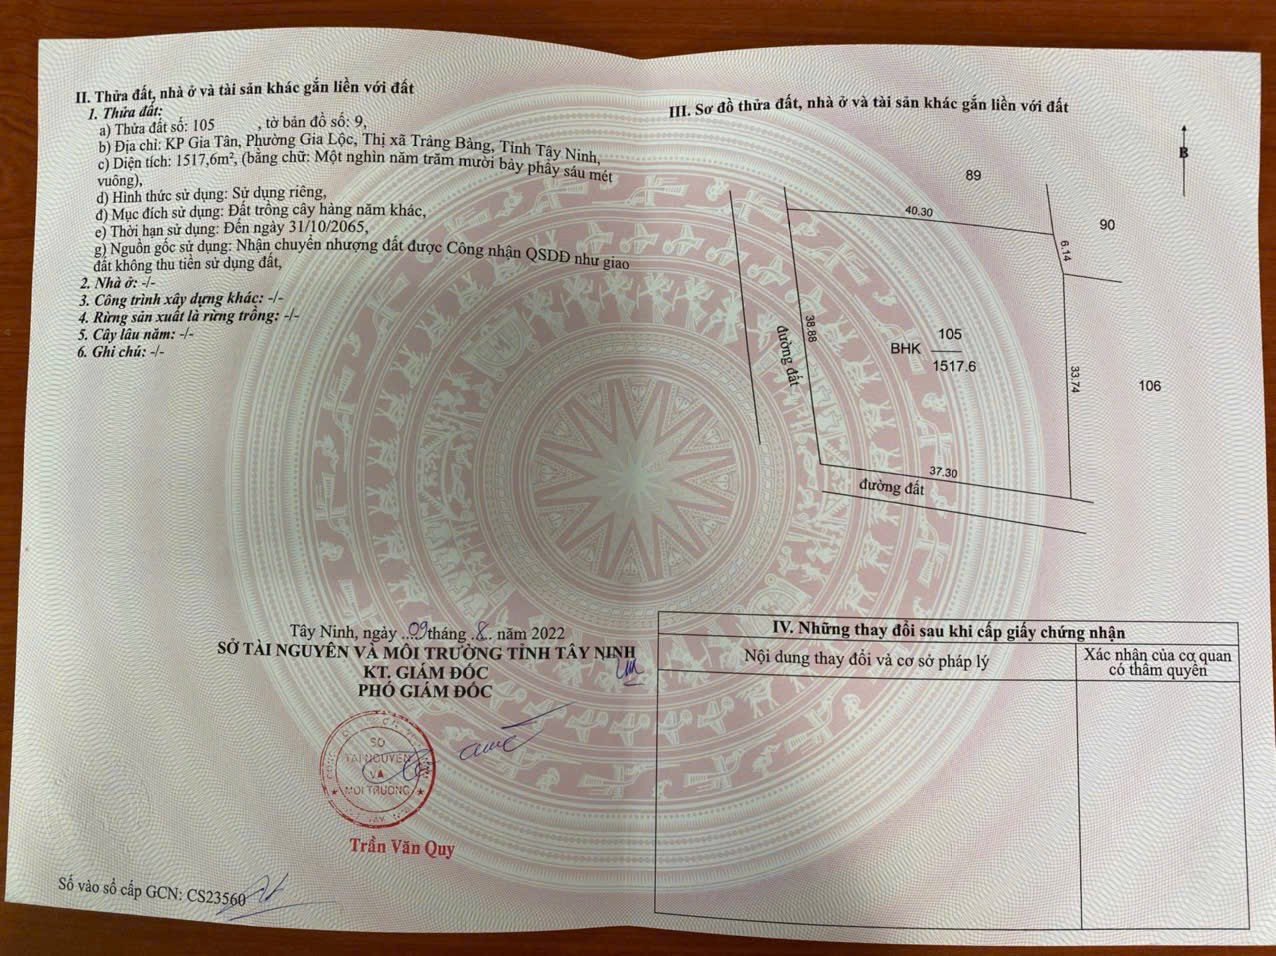 II. Thửa đất, nhà ở và tài sản khác gắn liền với đất
1. Thửa đất:
a) Thửa đất số: 105 , tờ bản đồ số: 9,
b) Địa chỉ: KP Gia Tân, Phường Gia Lộc, Thị xã Trảng Bàng, Tỉnh Tây Ninh,
c) Diện tích: 1517,6m², (bằng chữ: Một nghìn năm trăm mười bảy phẩy sáu mét
vuông),
d) Hình thức sử dụng: Sử dụng riêng,
đ) Mục đích sử dụng: Đất trồng cây hàng năm khác,
e) Thời hạn sử dụng: Đến ngày 31/10/2065,
g) Nguồn gốc sử dụng: Nhận chuyển nhượng đất được Công nhận QSDĐ như giao
đất không thu tiền sử dụng đất,
2. Nhà ở: -/-
3. Công trình xây dựng khác: -/-
4. Rừng sản xuất là rừng trồng: -/-
5. Cây lâu năm: -/-
6. Ghi chú: -/-
Tây Ninh, ngày ...09 tháng .8.. năm 2022
SỞ TÀI NGUYÊN VÀ MÔI TRƯỜNG TỈNH TÂY NINH
KT. GIÁM ĐỐC
PHÓ GIÁM ĐỐC
SỞ
TÀI NGUYÊN
VÀ
MÔI TRƯỜNG
Trần Văn Quy
Số vào sổ cấp GCN: CS23560
III. Sơ đồ thửa đất, nhà ở và tài sản khác gắn liền với đất
B
89
40.30
90
6.14
38.88
đường đất
BHK
105
1517.6
33.74
106
37.30
đường đất
IV. Những thay đổi sau khi cấp giấy chứng nhận
Nội dung thay đổi và cơ sở pháp lý
Xác nhận của cơ quan
có thẩm quyền